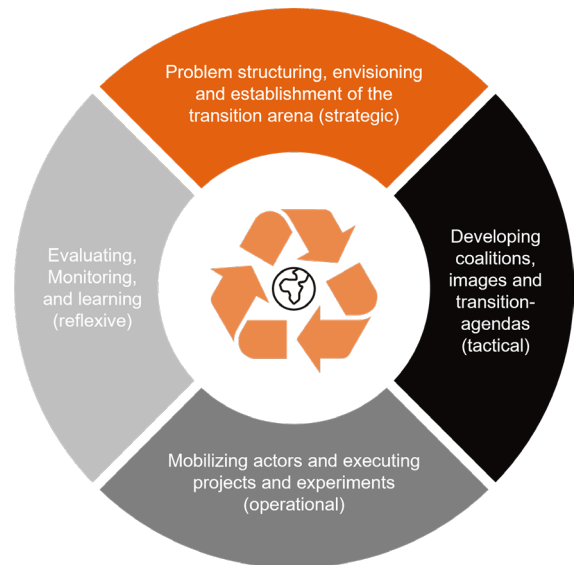 Problem structuring, envisioning
and establishment of the
transition arena (strategic)
Developing
coalitions,
images and
transition-
agendas
(tactical)
Mobilizing actors and executing
projects and experiments
(operational)
Evaluating,
Monitoring,
and learning
(reflexive)